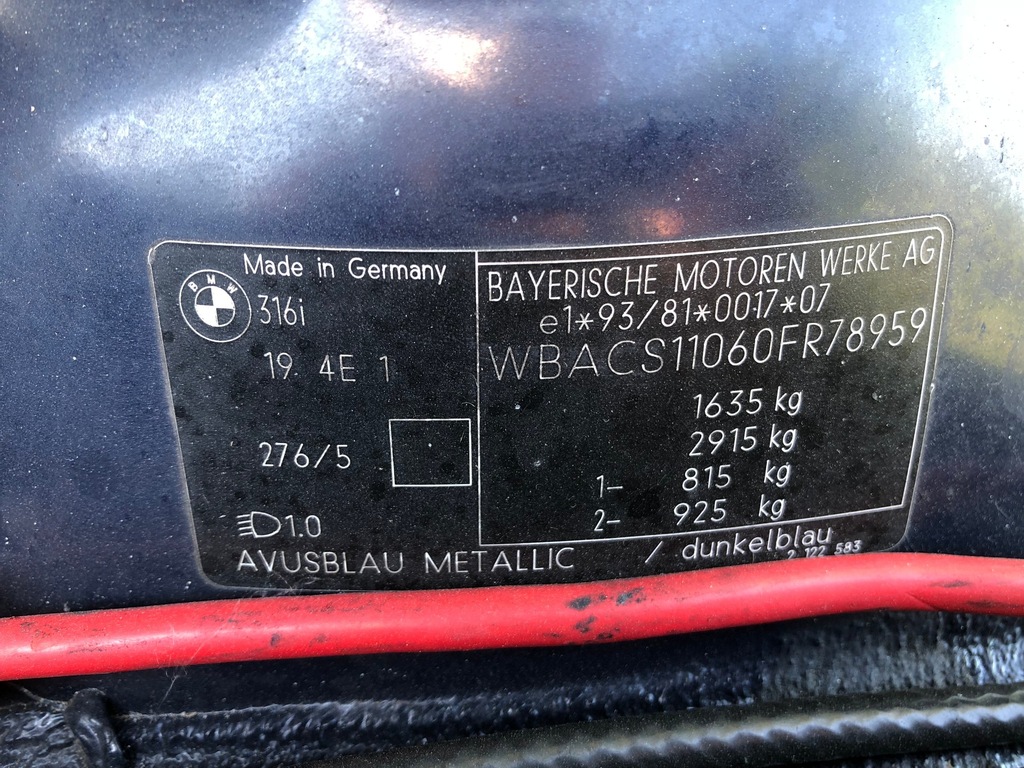 Made in Germany
BMW
316i
19. 4E 1
276/5
1.0
AVUSBLAU METALLIC / dunkelblau
2 122 583
BAYERISCHE MOTOREN WERKE AG
e1*93/81*0017*07
WBACS11060FR78959
1635 kg
2915 kg
1- 815 kg
2- 925 kg